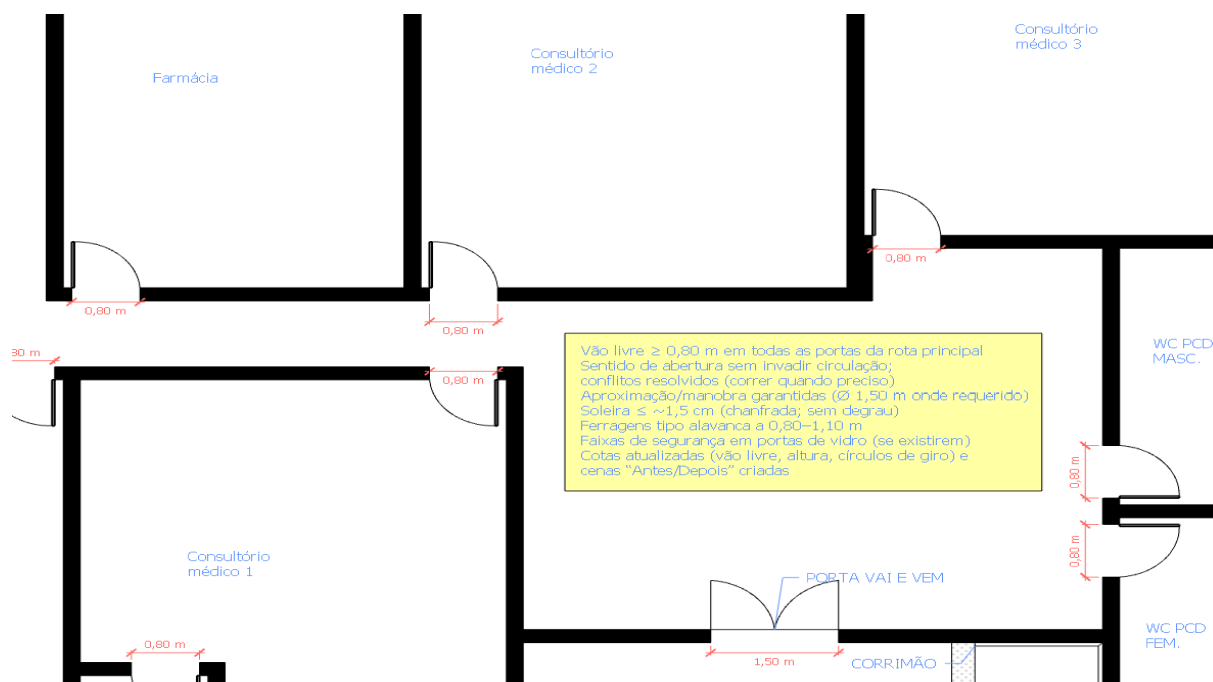 Farmácia
Consultório
médico 2
Consultório
médico 3
0,80 m
0,80 m
0,80 m
30 m
0,80 m
Vão livre ≥ 0,80 m em todas as portas da rota principal
Sentido de abertura sem invadir circulação;
conflitos resolvidos (correr quando preciso)
Aproximação/manobra garantidas (Ø 1,50 m onde requerido)
Soleira ≤ ~1,5 cm (chanfrada; sem degrau)
Ferragens tipo alavanca a 0,80–1,10 m
Faixas de segurança em portas de vidro (se existirem)
Cotas atualizadas (vão livre, altura, círculos de giro) e
cenas “Antes/Depois” criadas
WC PCD
MASC.
0,80 m
0,80 m
Consultório
médico 1
PORTA VAI E VEM
WC PCD
FEM.
0,80 m
1,50 m
CORRIMÃO